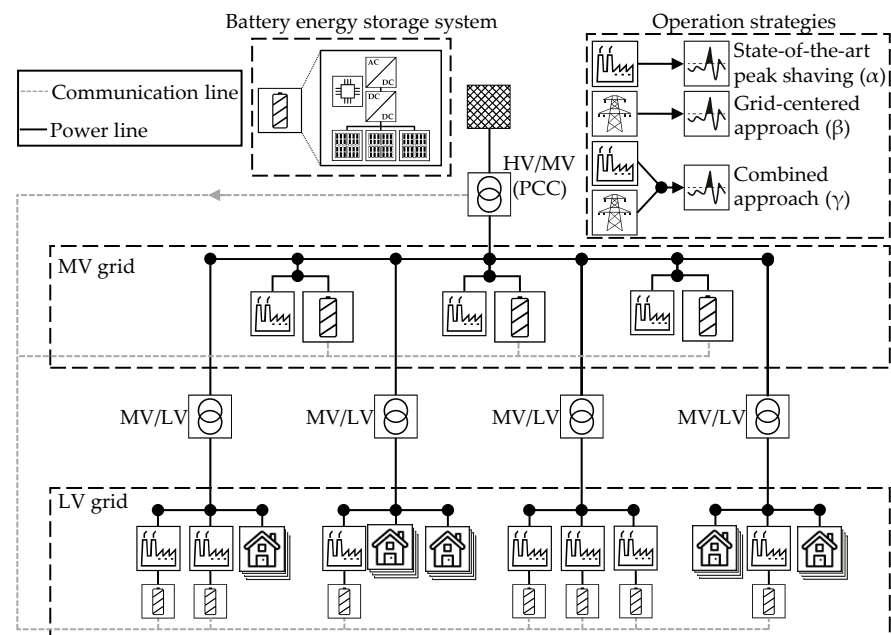 Battery energy storage system
Operation strategies
Communication line
Power line
AC
DC
DC
DC
State-of-the-art
peak shaving (α)
Grid-centered
approach (β)
Combined
approach (γ)
HV/MV
(PCC)
MV grid
MV/LV
MV/LV
MV/LV
MV/LV
LV grid